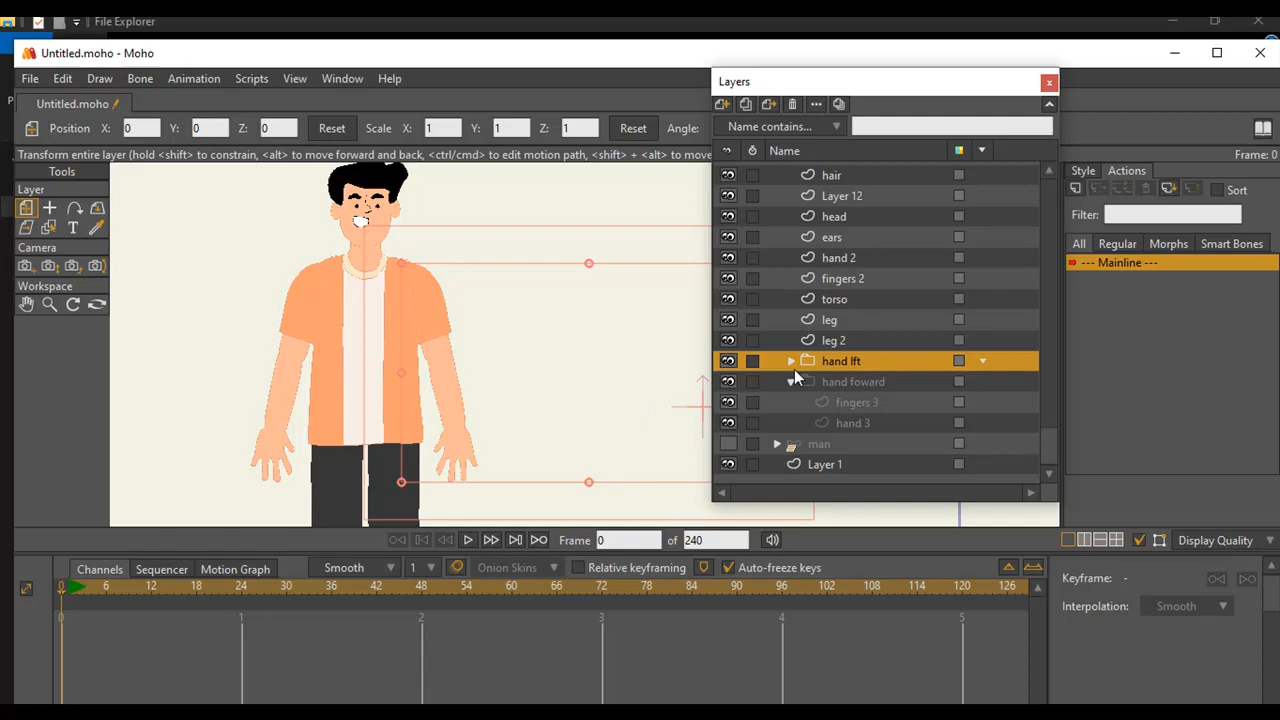 File Explorer
Untitled.moho - Moho
File Edit Draw Bone Animation Scripts View Window Help
Untitled.moho
Position X: 0 Y: 0 Z: 0 Reset Scale X: 1 Y: 1 Z: 1 Reset Angle:
Frame: 0
Transform entire layer (hold <shift> to constrain, <alt> to move forward and back, <ctrl/cmd> to edit motion path, <shift> + <alt> to move
Tools
Layer
Camera
Workspace
Layers
Name contains...
Name
hair
Layer 12
head
ears
hand 2
fingers 2
torso
leg
leg 2
hand lft
hand foward
fingers 3
hand 3
man
Layer 1
Style Actions
Sort
Filter:
All Regular Morphs Smart Bones
--- Mainline ---
Frame 0 of 240
Display Quality
Channels Sequencer Motion Graph Smooth 1 Onion Skins Relative keyframing Auto-freeze keys
0 6 12 18 24 30 36 42 48 54 60 66 72 78 84 90 96 102 108 114 120 126
0 1 2 3 4 5
Keyframe: -
Interpolation: Smooth